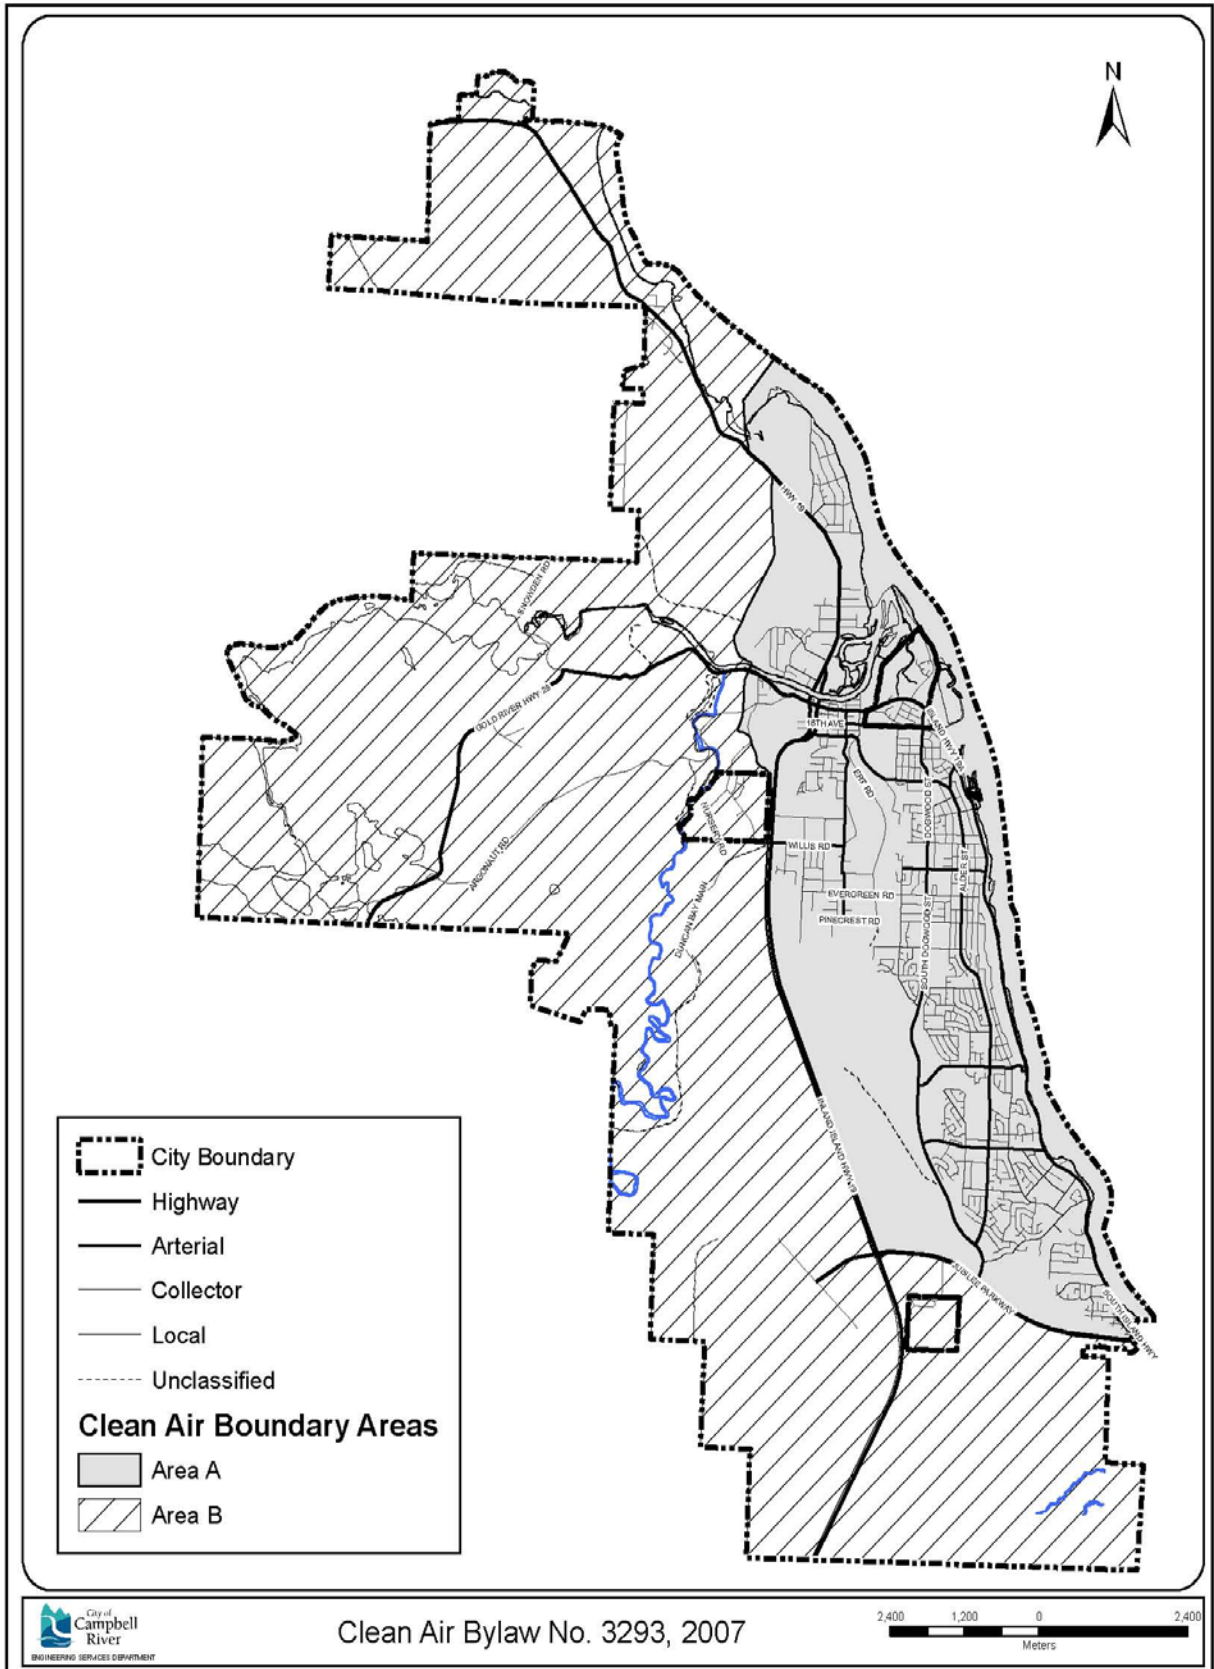 N
HWY 19
SNOWDEN RD
GOLD RIVER HWY 28
16TH AVE
ISLAND HWY 19A
ERT RD
DOGWOOD ST
NURSERY RD
WILLIS RD
ARGONAUT RD
ALDER ST
EVERGREEN RD
PINECREST RD
SOUTH DOGWOOD ST
DUNCAN BAY MAIN
INLAND ISLAND HWY 19
JUBILEE PARKWAY
SOUTH ISLAND HWY
City Boundary
Highway
Arterial
Collector
Local
Unclassified
Clean Air Boundary Areas
Area A
Area B
City of
Campbell
River
ENGINEERING SERVICES DEPARTMENT
Clean Air Bylaw No. 3293, 2007
2,400 1,200 0 2,400
Meters